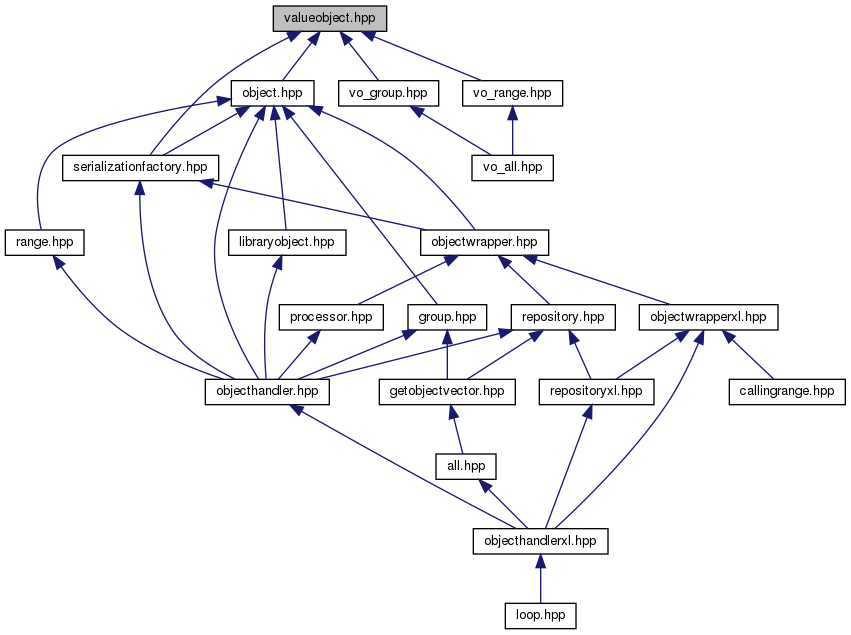 valueobject.hpp
object.hpp
vo_group.hpp
vo_range.hpp
serializationfactory.hpp
vo_all.hpp
range.hpp
libraryobject.hpp
objectwrapper.hpp
processor.hpp
group.hpp
repository.hpp
objectwrapperxl.hpp
objecthandler.hpp
getobjectvector.hpp
repositoryxl.hpp
callingrange.hpp
all.hpp
objecthandlerxl.hpp
loop.hpp